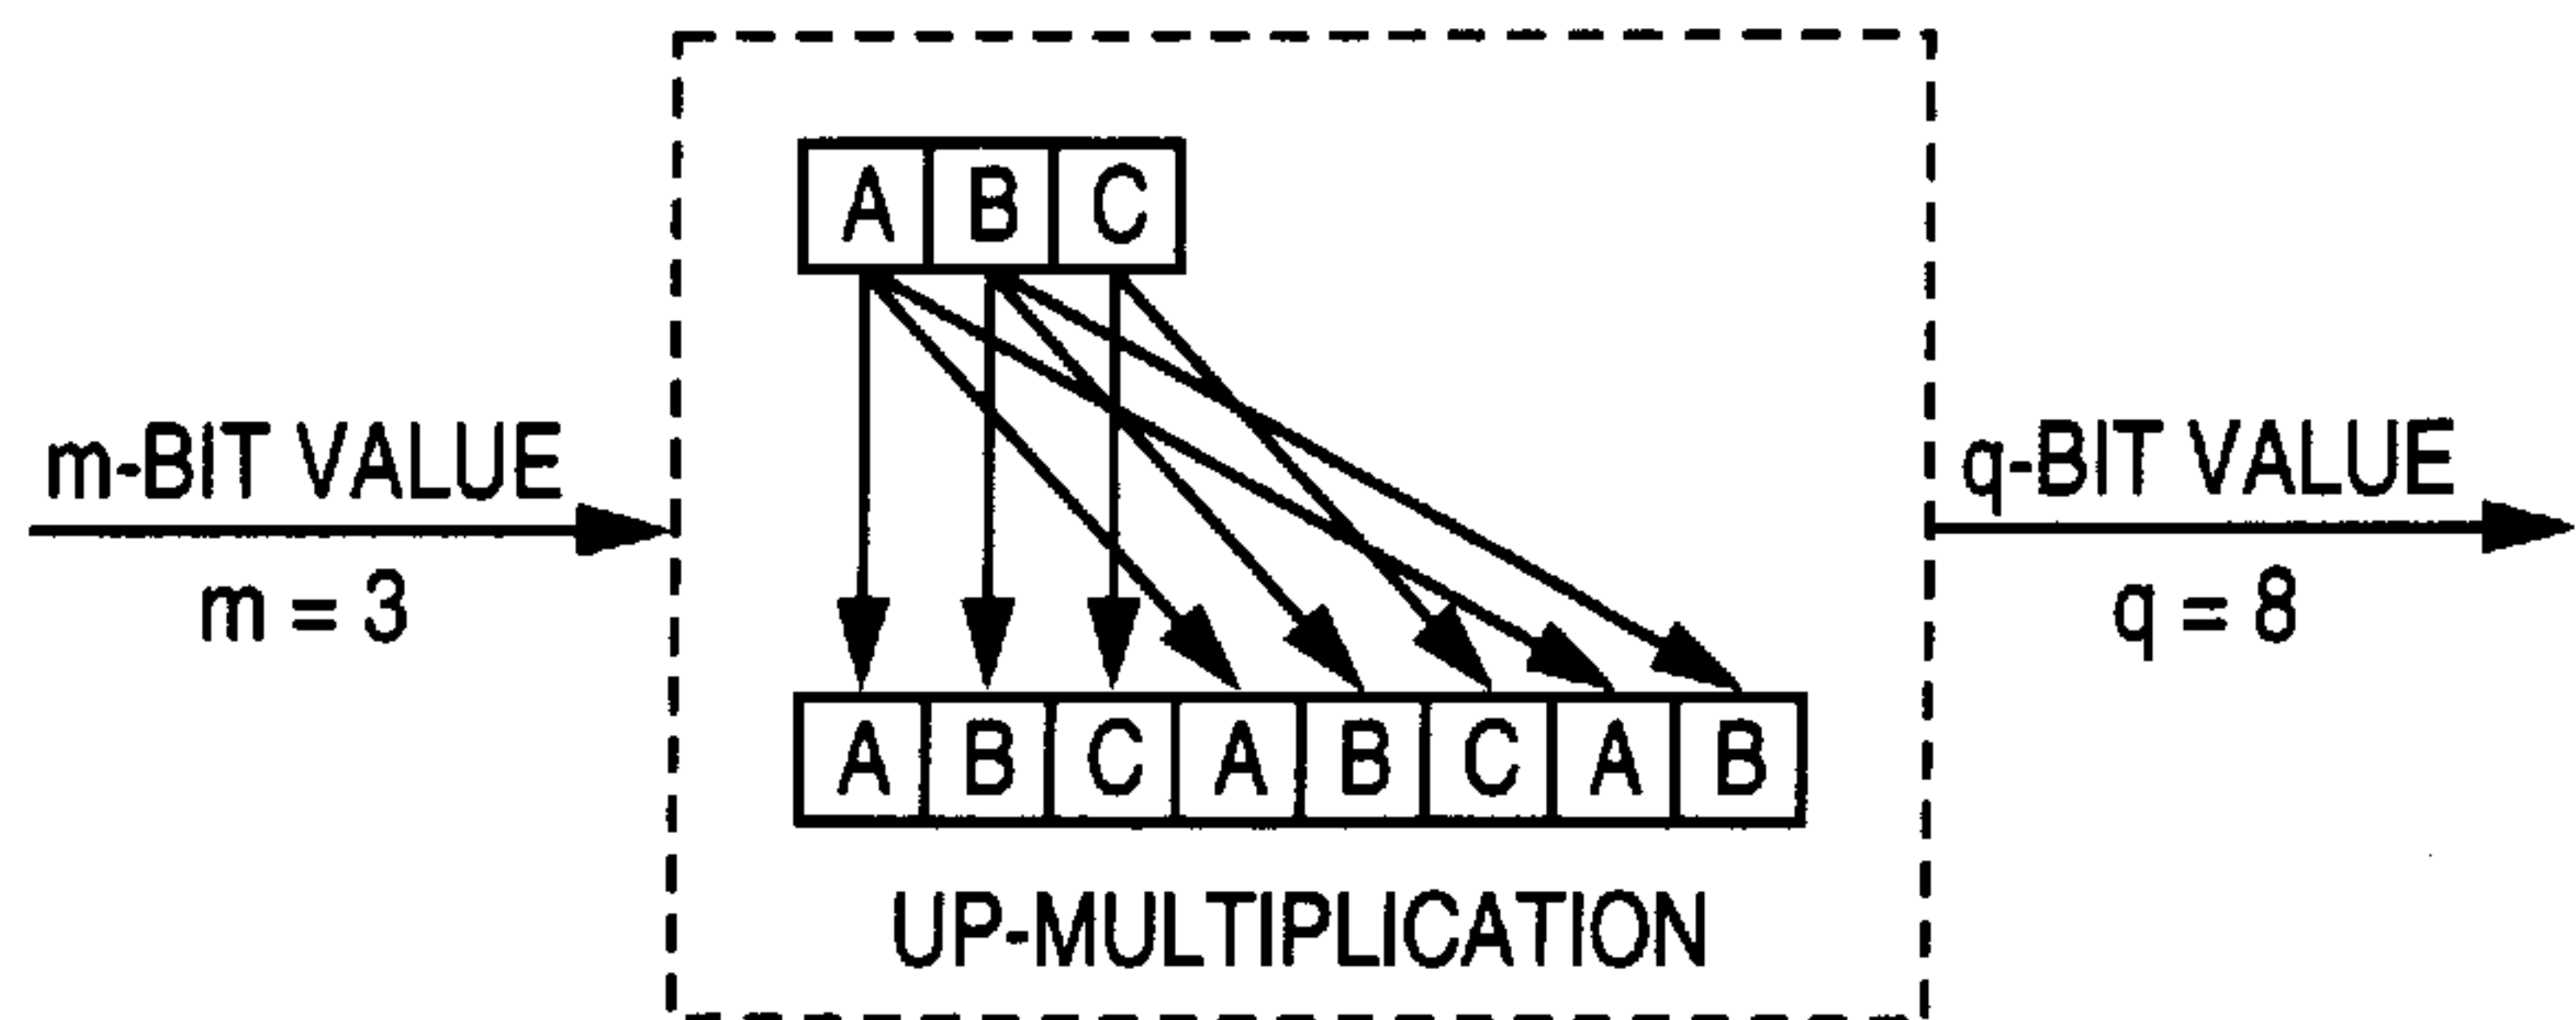 A B C
m-BIT VALUE
m = 3
q-BIT VALUE
q = 8
A B C A B C A B
UP-MULTIPLICATION